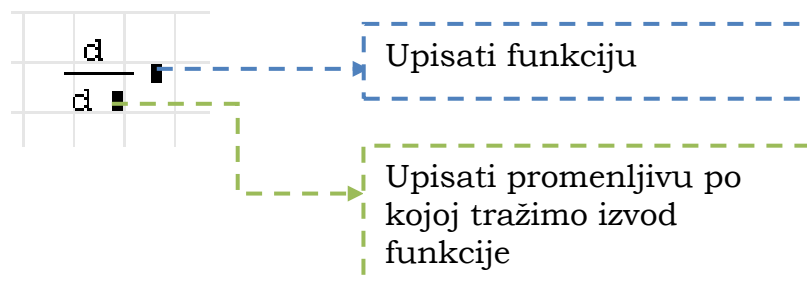 d
d
Upisati funkciju
Upisati promenljivu po
kojoj tražimo izvod
funkcije